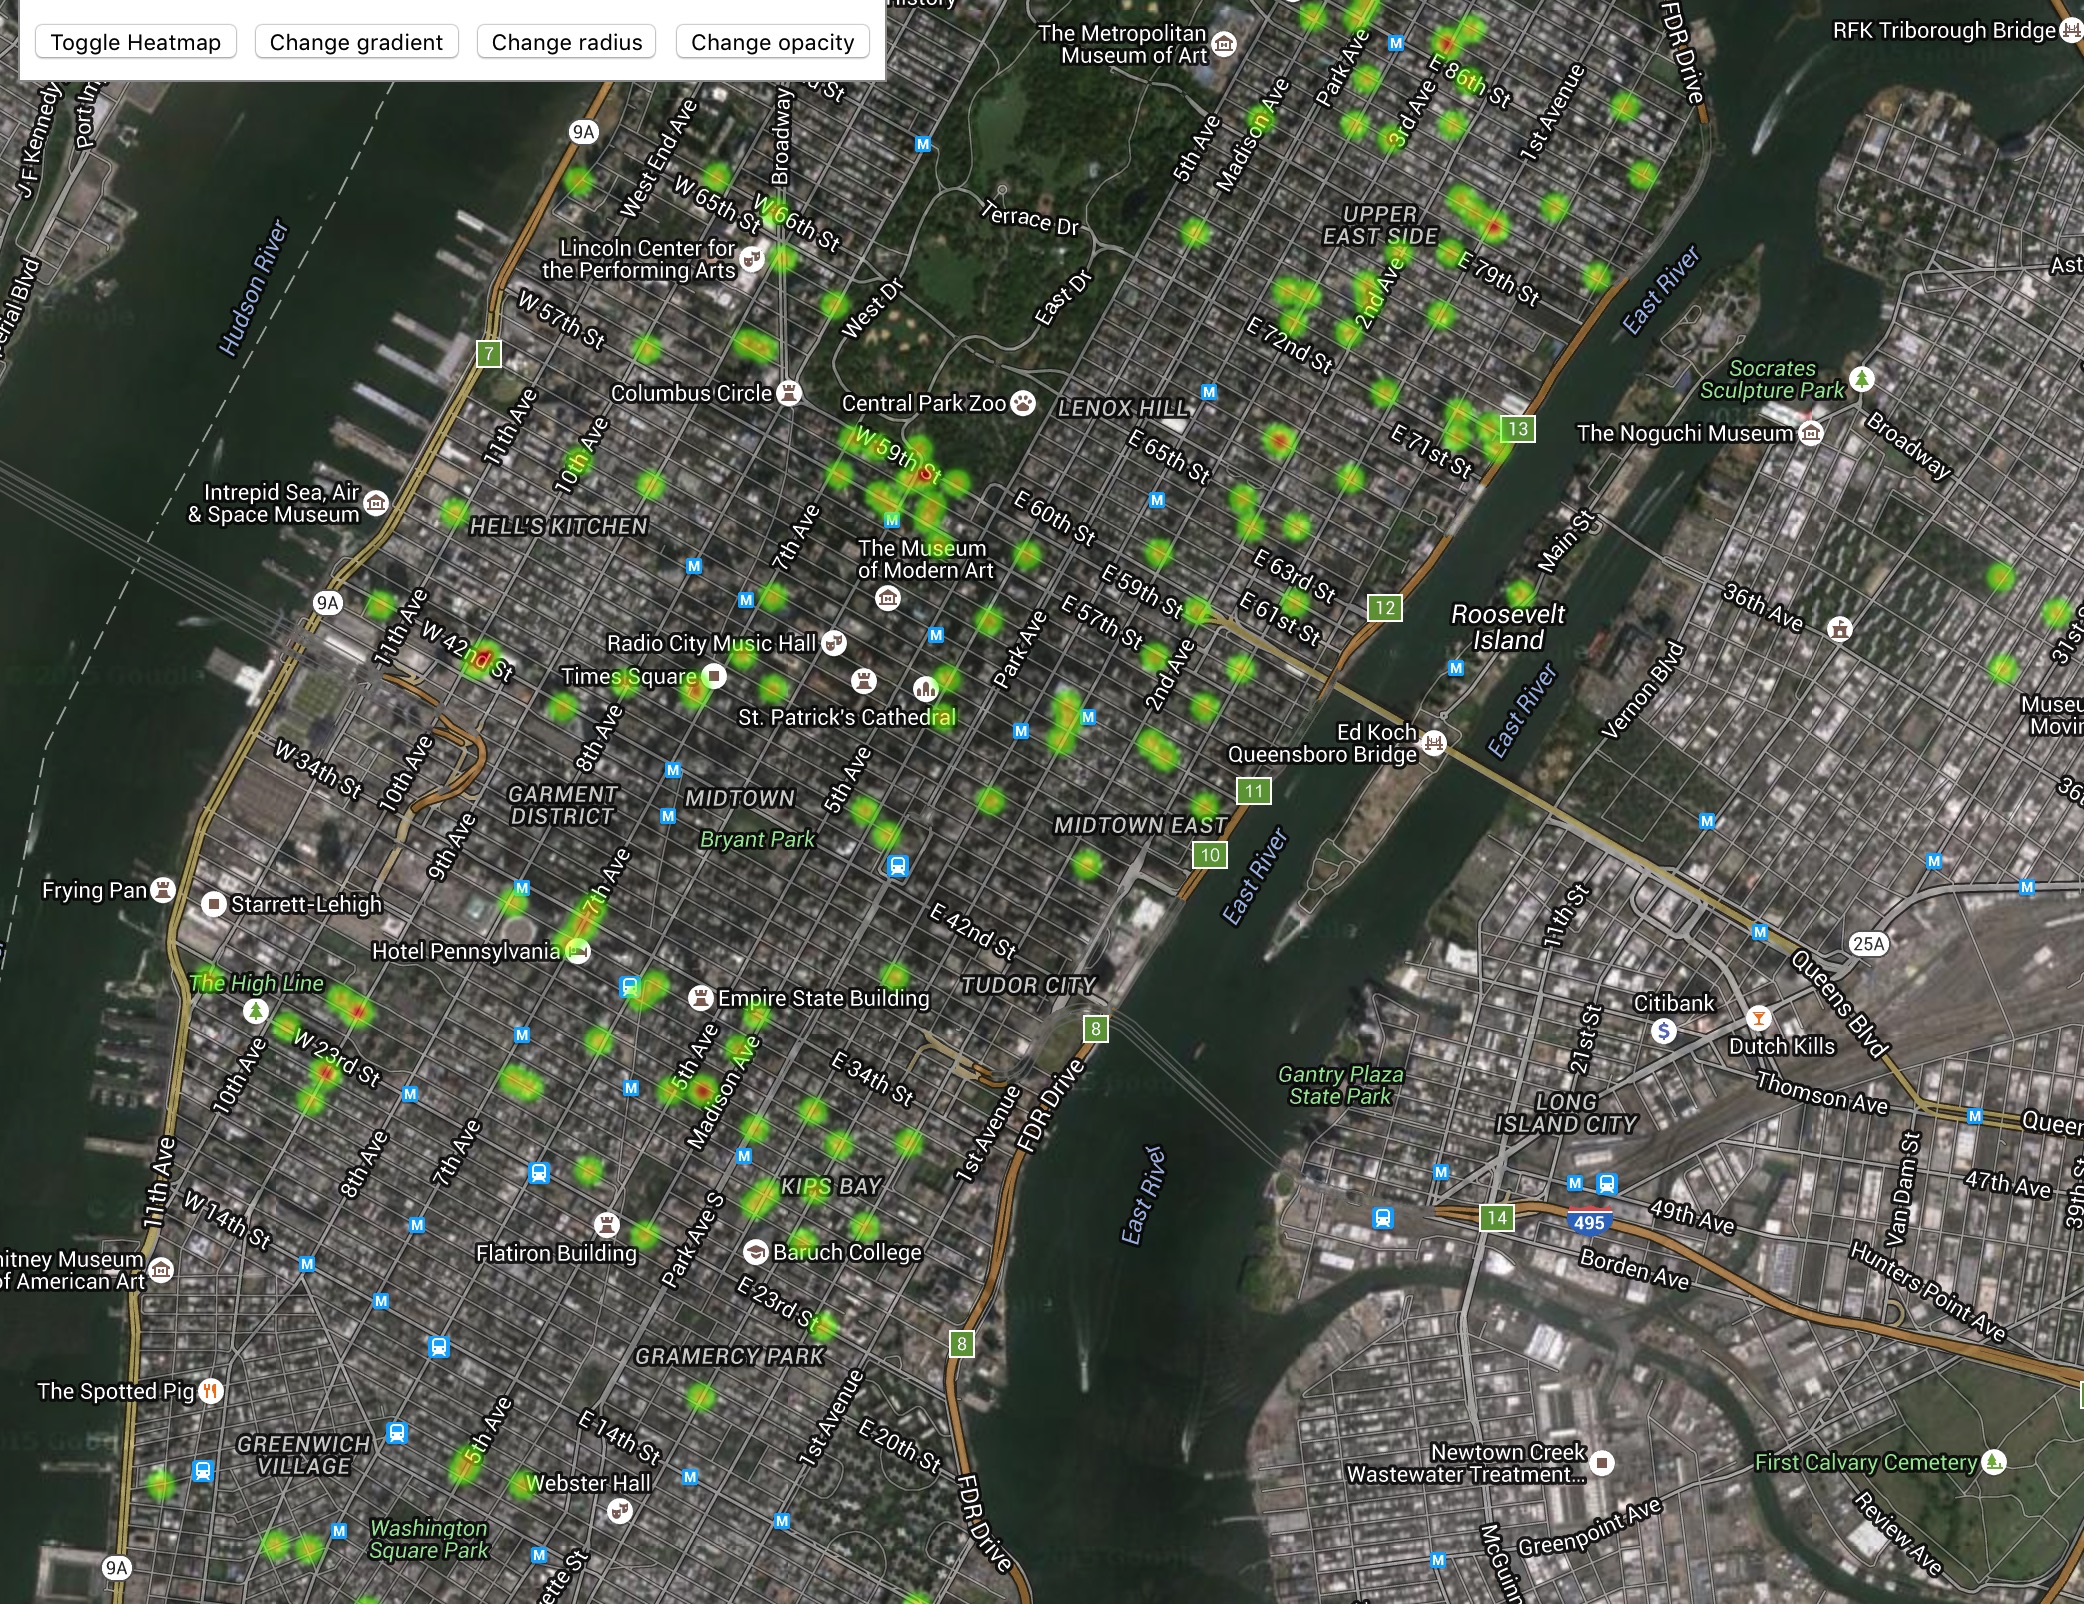 Toggle Heatmap
Change gradient
Change radius
Change opacity
The Metropolitan
Museum of Art
RFK Triborough Bridge
FDR Drive
J F Kennedy
Park Ave
E 86th St
3rd Ave
1st Avenue
Madison Ave
5th Ave
9A
West End Ave
Broadway
W 65th St
W 66th St
Terrace Dr
UPPER
EAST SIDE
Lincoln Center for
the Performing Arts
Hudson River
West Dr
East Dr
E 79th St
2nd Ave
East River
W 57th St
7
E 72nd St
Columbus Circle
Central Park Zoo
LENOX HILL
Socrates
Sculpture Park
The Noguchi Museum
Broadway
13
11th Ave
10th Ave
W 59th St
E 65th St
E 71st St
Intrepid Sea, Air
& Space Museum
HELL'S KITCHEN
7th Ave
E 60th St
Main St
The Museum
of Modern Art
E 63rd St
E 59th St
E 61st St
E 57th St
12
36th Ave
Roosevelt
Island
9A
11th Ave
W 42nd St
Radio City Music Hall
Times Square
St. Patrick's Cathedral
Park Ave
2nd Ave
East River
Vernon Blvd
Ed Koch
Queensboro Bridge
8th Ave
W 34th St
10th Ave
GARMENT
DISTRICT
MIDTOWN
5th Ave
Bryant Park
MIDTOWN EAST
11
10
East River
9th Ave
7th Ave
Frying Pan
Starrett-Lehigh
Hotel Pennsylvania
E 42nd St
11th St
25A
Queens Blvd
The High Line
Empire State Building
TUDOR CITY
8
Citibank
Dutch Kills
21st St
W 23rd St
10th Ave
5th Ave
Madison Ave
E 34th St
FDR Drive
1st Avenue
Gantry Plaza
State Park
LONG
ISLAND CITY
Thomson Ave
Van Dam St
47th Ave
49th Ave
11th Ave
8th Ave
7th Ave
KIPS BAY
East River
14
495
W 14th St
Flatiron Building
Park Ave S
Baruch College
Borden Ave
Hunters Point Ave
of American Art
E 23rd St
8
GRAMERCY PARK
The Spotted Pig
GREENWICH
VILLAGE
5th Ave
E 14th St
1st Avenue
E 20th St
Webster Hall
Newtown Creek
Wastewater Treatment...
First Calvary Cemetery
Washington
Square Park
FDR Drive
Greenpoint Ave
Review Ave
9A